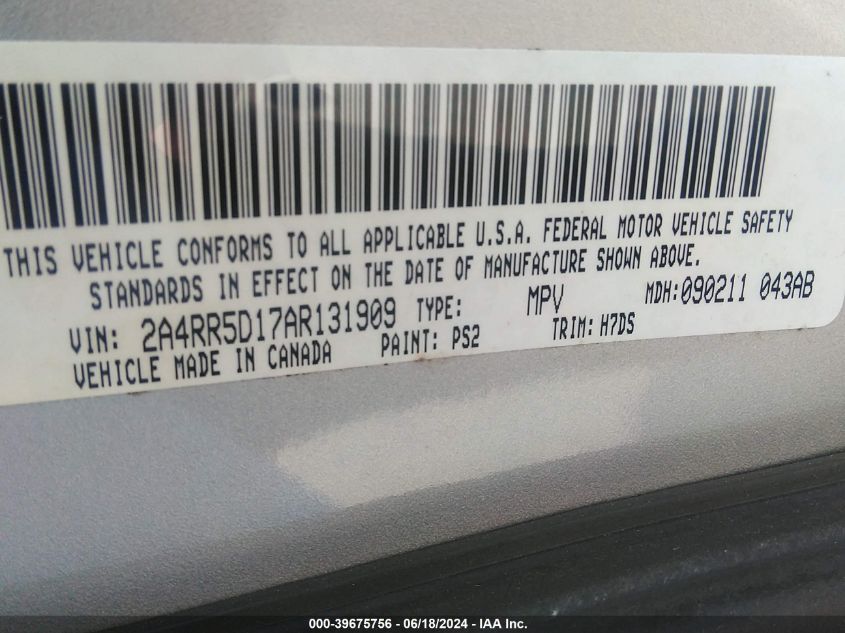 THIS VEHICLE CONFORMS TO ALL APPLICABLE U.S.A. FEDERAL MOTOR VEHICLE SAFETY
STANDARDS IN EFFECT ON THE DATE OF MANUFACTURE SHOWN ABOVE.
VIN: 2A4RR5D17AR131909 TYPE: MPV MDH:090211 043AB
VEHICLE MADE IN CANADA PAINT: PS2 TRIM: H7DS
000-39675756 - 06/18/2024 - IAA Inc.